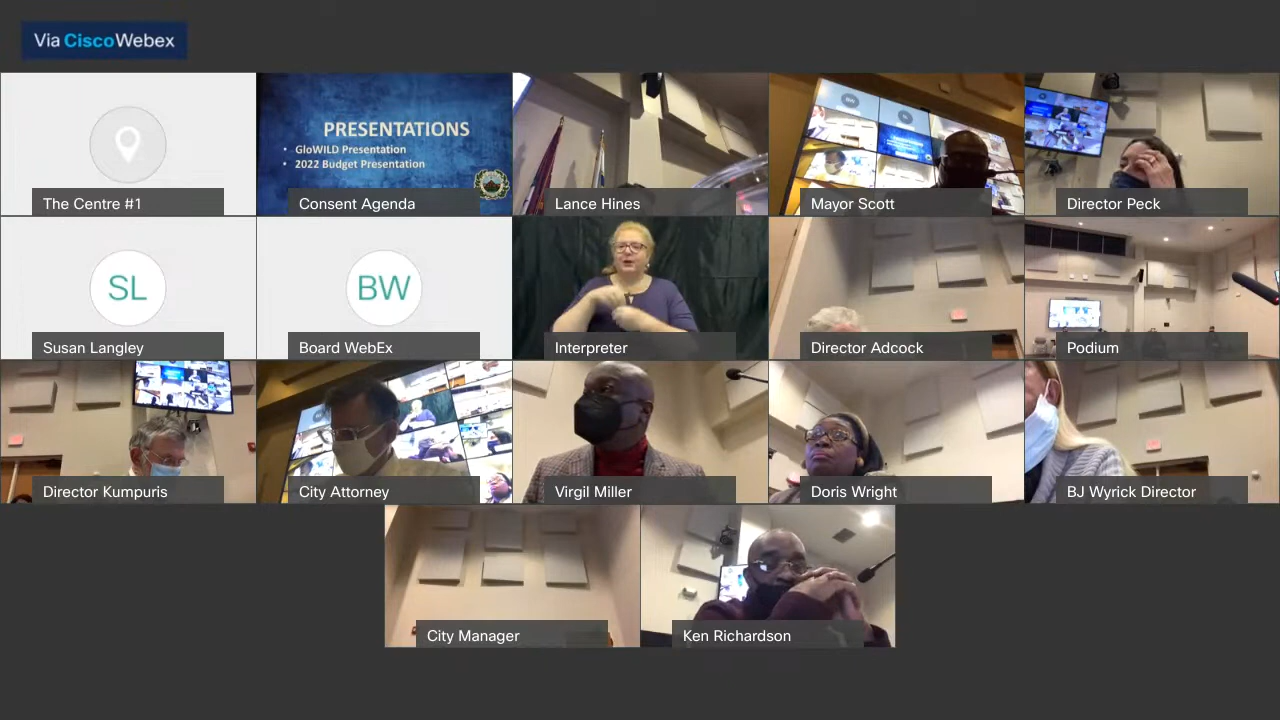 Via CiscoWebex
PRESENTATIONS
• GloWILD Presentation
• 2022 Budget Presentation
The Centre #1
Consent Agenda
Lance Hines
Mayor Scott
Director Peck
SL
BW
Susan Langley
Board WebEx
Interpreter
Director Adcock
Podium
Director Kumpuris
City Attorney
Virgil Miller
Doris Wright
BJ Wyrick Director
City Manager
Ken Richardson